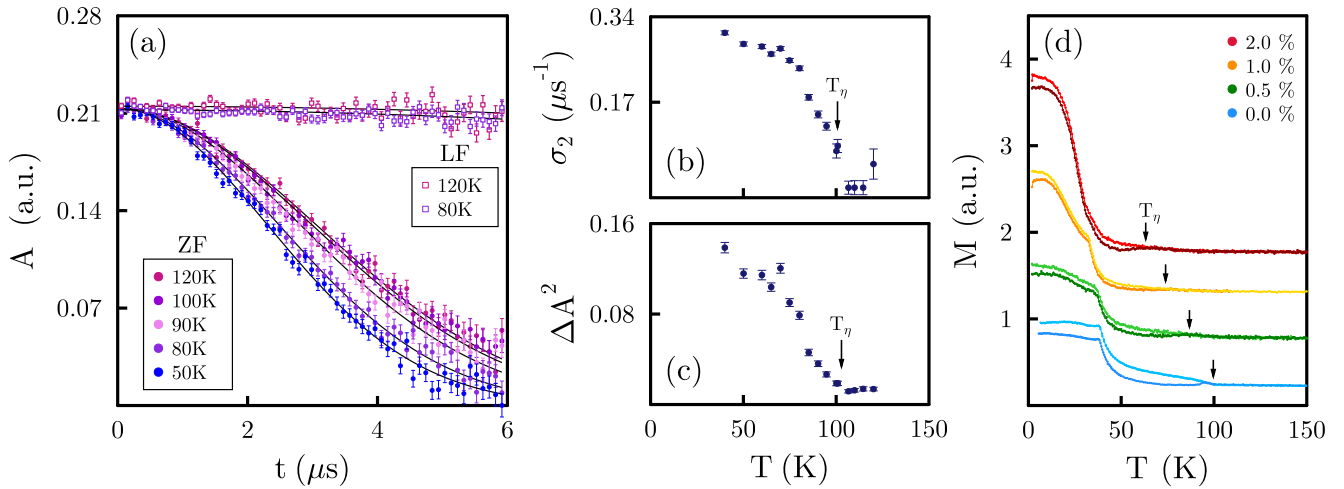 (a)
0.28
0.21
0.14
0.07
A (a.u.)
LF
120K
80K
ZF
120K
100K
90K
80K
50K
0
2
4
6
t (μs)
(b)
0.34
0.17
σ₂ (μs⁻¹)
Tη
(c)
0.16
0.08
ΔA²
Tη
0
50
100
150
T (K)
(d)
4
3
2
1
M (a.u.)
2.0 %
1.0 %
0.5 %
0.0 %
Tη
0
50
100
150
T (K)